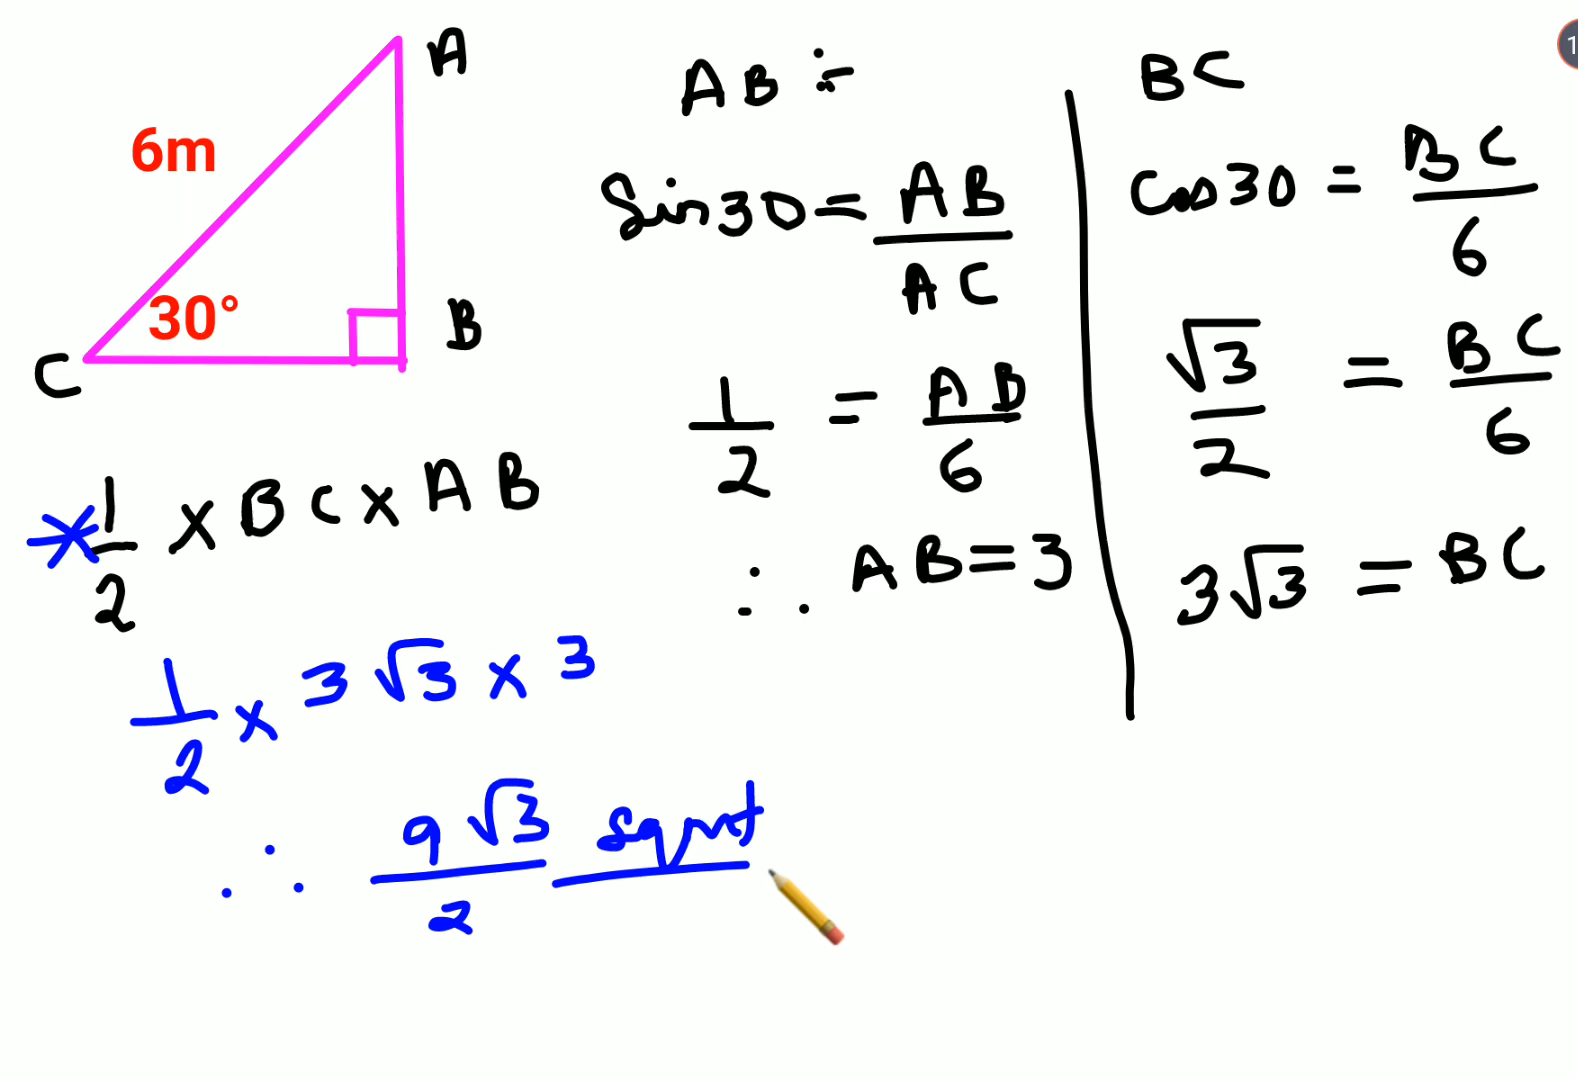 A
6m
30°
B
C
AB :-
Sin30 = AB/AC
1/2 = AB/6
∴ AB = 3
BC
Cos30 = BC/6
√3/2 = BC/6
3√3 = BC
*1/2 × BC × AB
1/2 × 3√3 × 3
∴ 9√3/2
1